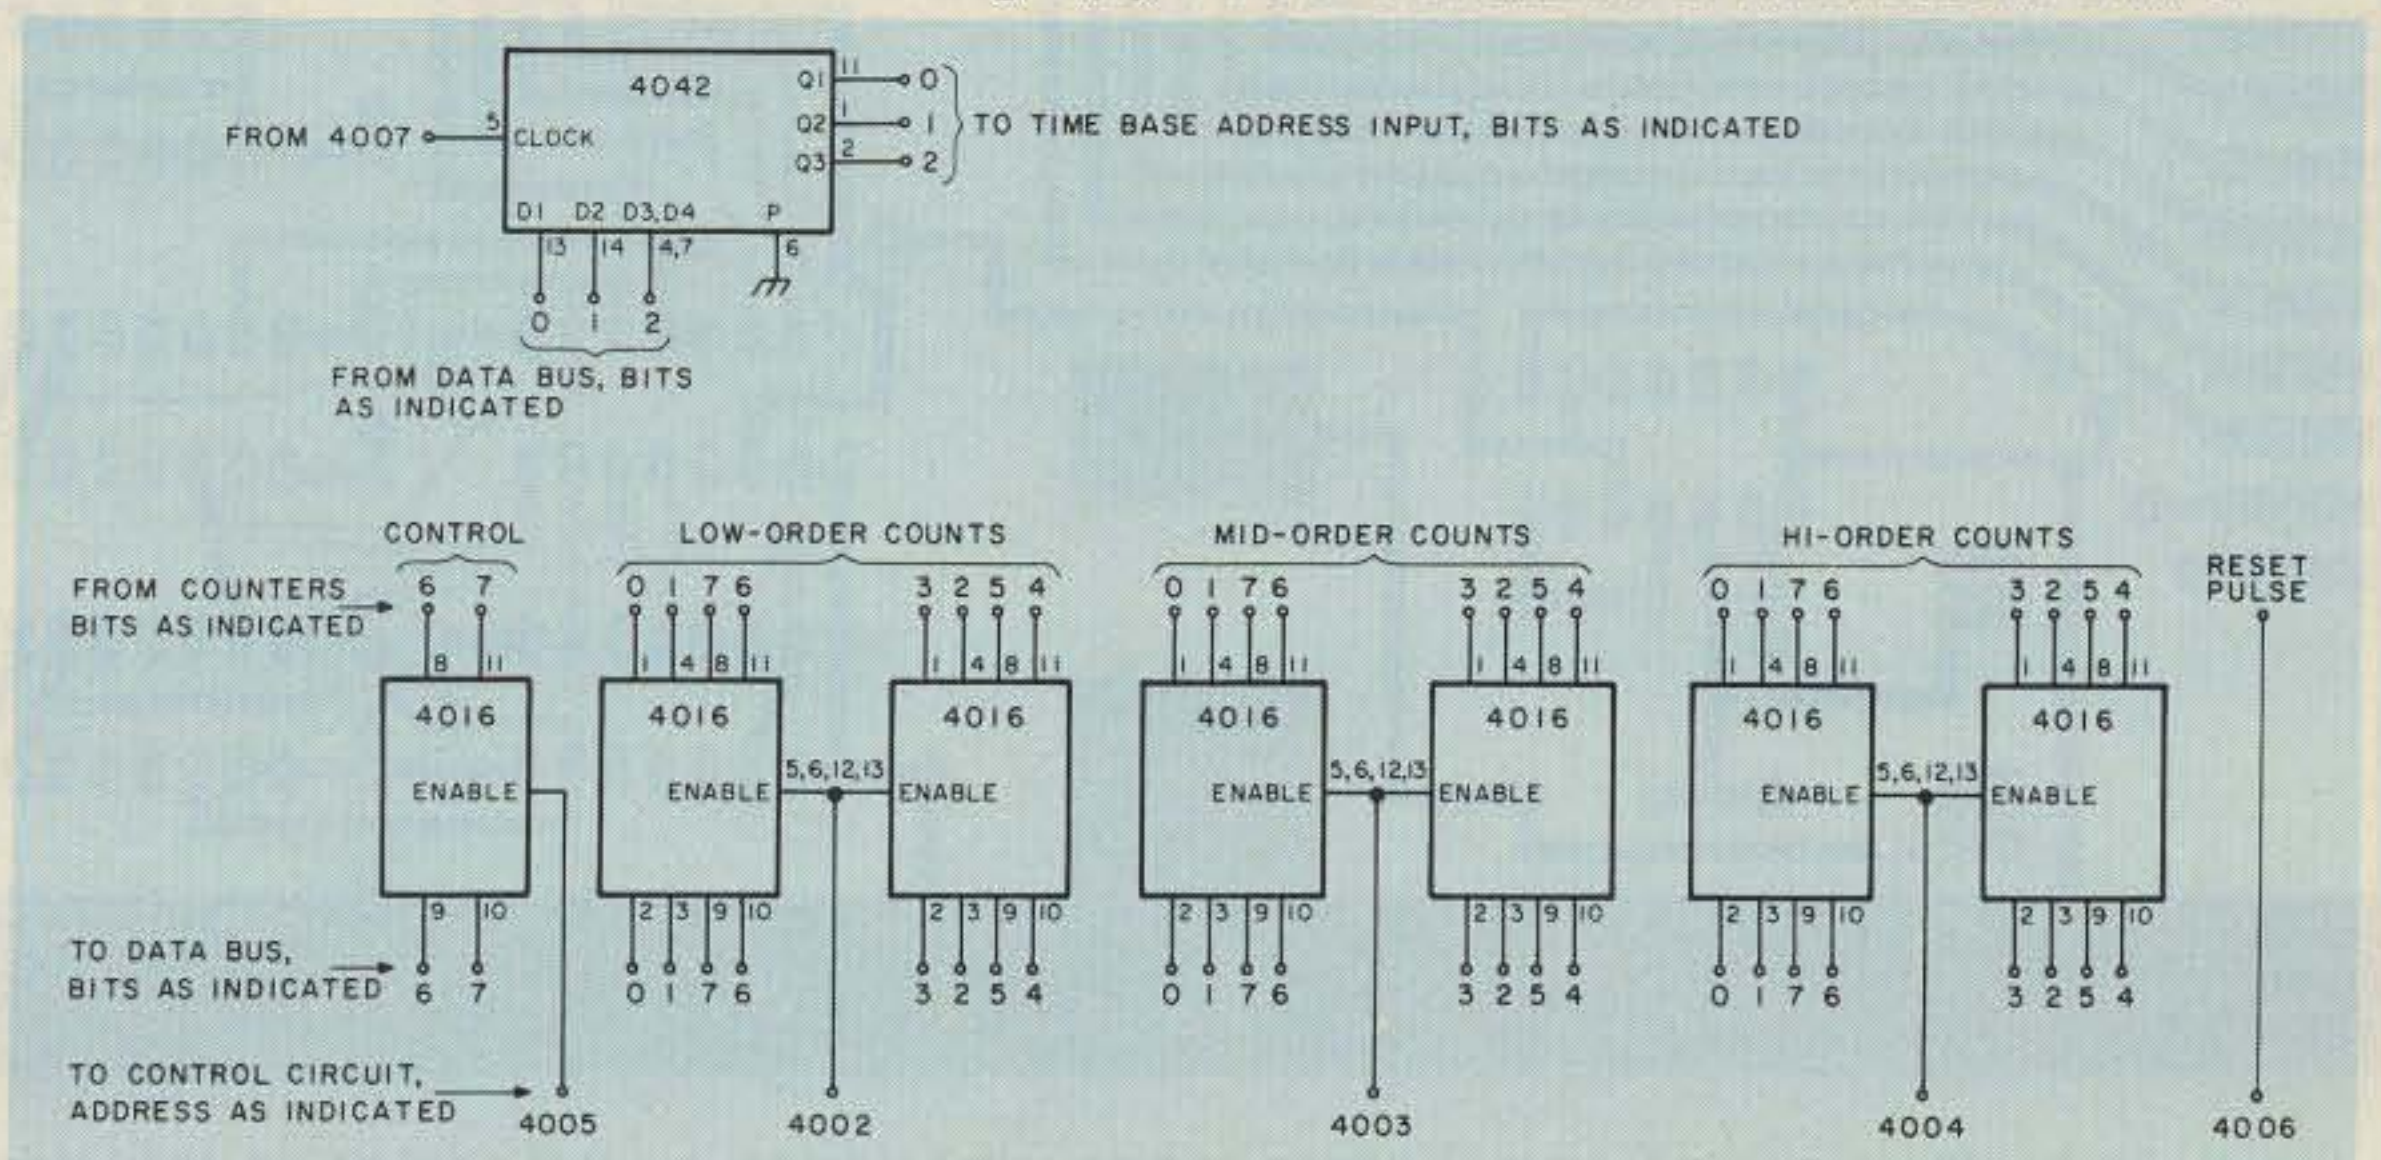 4042
FROM 4007
5
CLOCK
Q1 11 0
Q2 1 1
Q3 2 2
TO TIME BASE ADDRESS INPUT, BITS AS INDICATED
D1 D2 D3,D4 P
13 14 4,7 6
0 1 2
FROM DATA BUS, BITS
AS INDICATED
CONTROL
LOW-ORDER COUNTS
MID-ORDER COUNTS
HI-ORDER COUNTS
RESET
PULSE
FROM COUNTERS
BITS AS INDICATED
6 7
0 1 7 6
3 2 5 4
0 1 7 6
3 2 5 4
0 1 7 6
3 2 5 4
8 11
1 4 8 11
1 4 8 11
1 4 8 11
1 4 8 11
1 4 8 11
1 4 8 11
4016
4016
4016
4016
4016
4016
4016
ENABLE
ENABLE
5,6,12,13
ENABLE
ENABLE
5,6,12,13
ENABLE
ENABLE
5,6,12,13
ENABLE
9 10
2 3 9 10
2 3 9 10
2 3 9 10
2 3 9 10
2 3 9 10
2 3 9 10
TO DATA BUS,
BITS AS INDICATED
6 7
0 1 7 6
3 2 5 4
0 1 7 6
3 2 5 4
0 1 7 6
3 2 5 4
TO CONTROL CIRCUIT,
ADDRESS AS INDICATED
4005
4002
4003
4004
4006